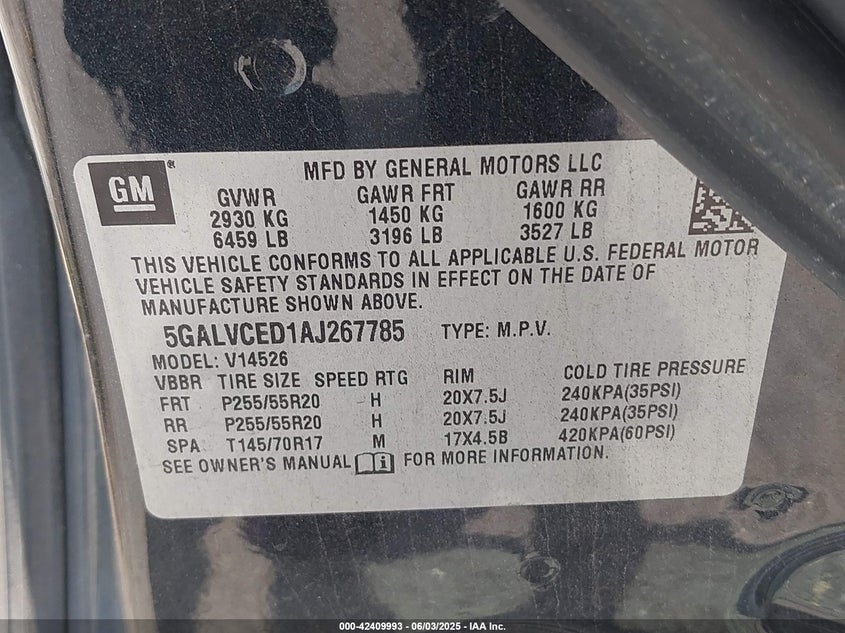 GM ®
MFD BY GENERAL MOTORS LLC
GVWR GAWR FRT GAWR RR
2930 KG 1450 KG 1600 KG
6459 LB 3196 LB 3527 LB
THIS VEHICLE CONFORMS TO ALL APPLICABLE U.S. FEDERAL MOTOR
VEHICLE SAFETY STANDARDS IN EFFECT ON THE DATE OF
MANUFACTURE SHOWN ABOVE.
5GALVCED1AJ267785 TYPE: M.P.V.
MODEL: V14526
VBBR TIRE SIZE SPEED RTG RIM COLD TIRE PRESSURE
FRT P255/55R20 H 20X7.5J 240KPA(35PSI)
RR P255/55R20 H 20X7.5J 240KPA(35PSI)
SPA T145/70R17 M 17X4.5B 420KPA(60PSI)
SEE OWNER'S MANUAL i FOR MORE INFORMATION.
000-42409993 - 06/03/2025 - IAA Inc.